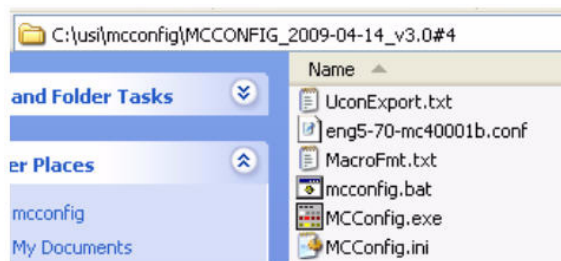 C:\usi\mcconfig\MCCONFIG_2009-04-14_v3.0#4
and Folder Tasks
er Places
mcconfig
My Documents
Name
UconExport.txt
eng5-70-mc40001b.conf
MacroFmt.txt
mcconfig.bat
MCConfig.exe
MCConfig.ini